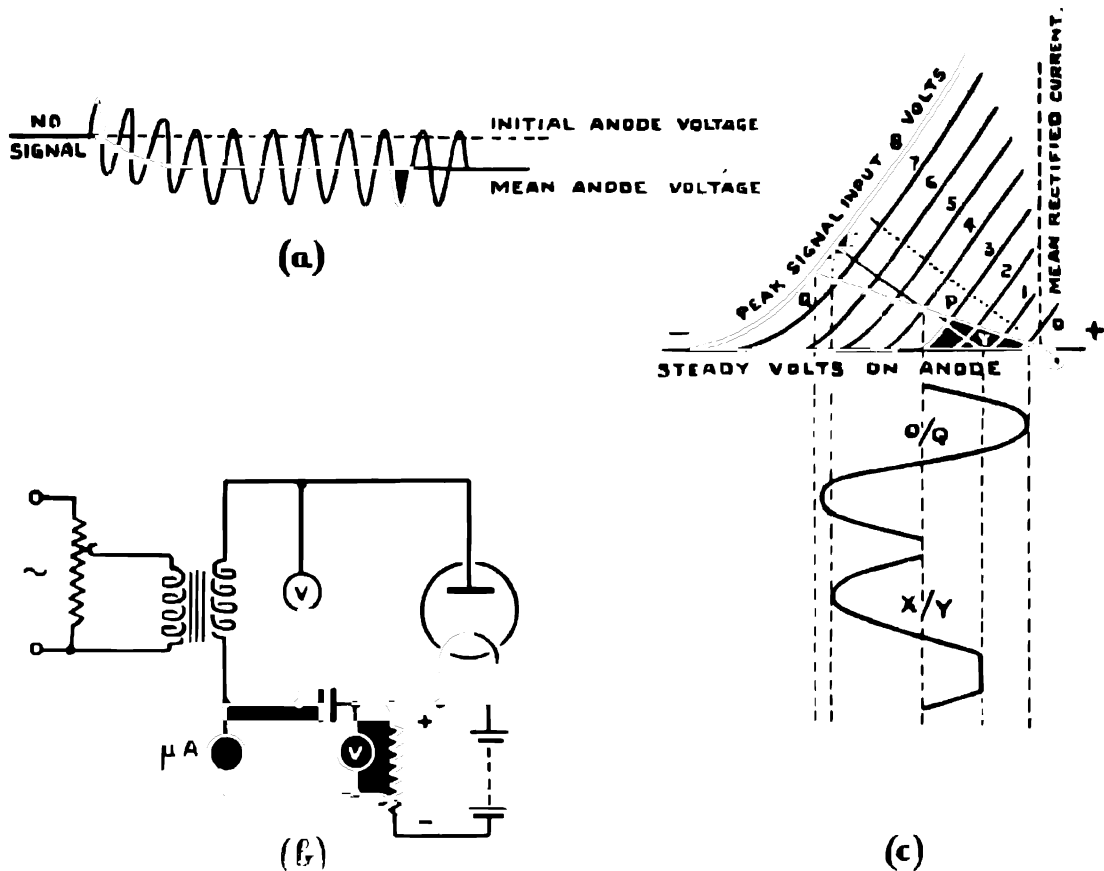 NO
SIGNAL
INITIAL ANODE VOLTAGE
MEAN ANODE VOLTAGE
(a)
~
V
μA
V
+
−
(b)
PEAK SIGNAL INPUT 8 VOLTS
7
6
5
4
3
2
1
0
MEAN RECTIFIED CURRENT.
Q
P
Y
−
+
STEADY VOLTS ON ANODE
O/Q
X/Y
(c)